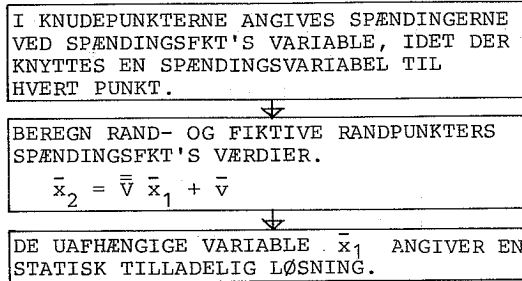 I KNUDEPUNKTERNE ANGIVES SPÆNDINGERNE
VED SPÆNDINGSFKT'S VARIABLE, IDET DER
KNYTTES EN SPÆNDINGSVARIABEL TIL
HVERT PUNKT.
BEREGN RAND- OG FIKTIVE RANDPUNKTERS
SPÆNDINGSFKT'S VÆRDIER.
x̄₂ = V̿ x̄₁ + v̄
DE UAFHÆNGIGE VARIABLE x̄₁ ANGIVER EN
STATISK TILLADELIG LØSNING.